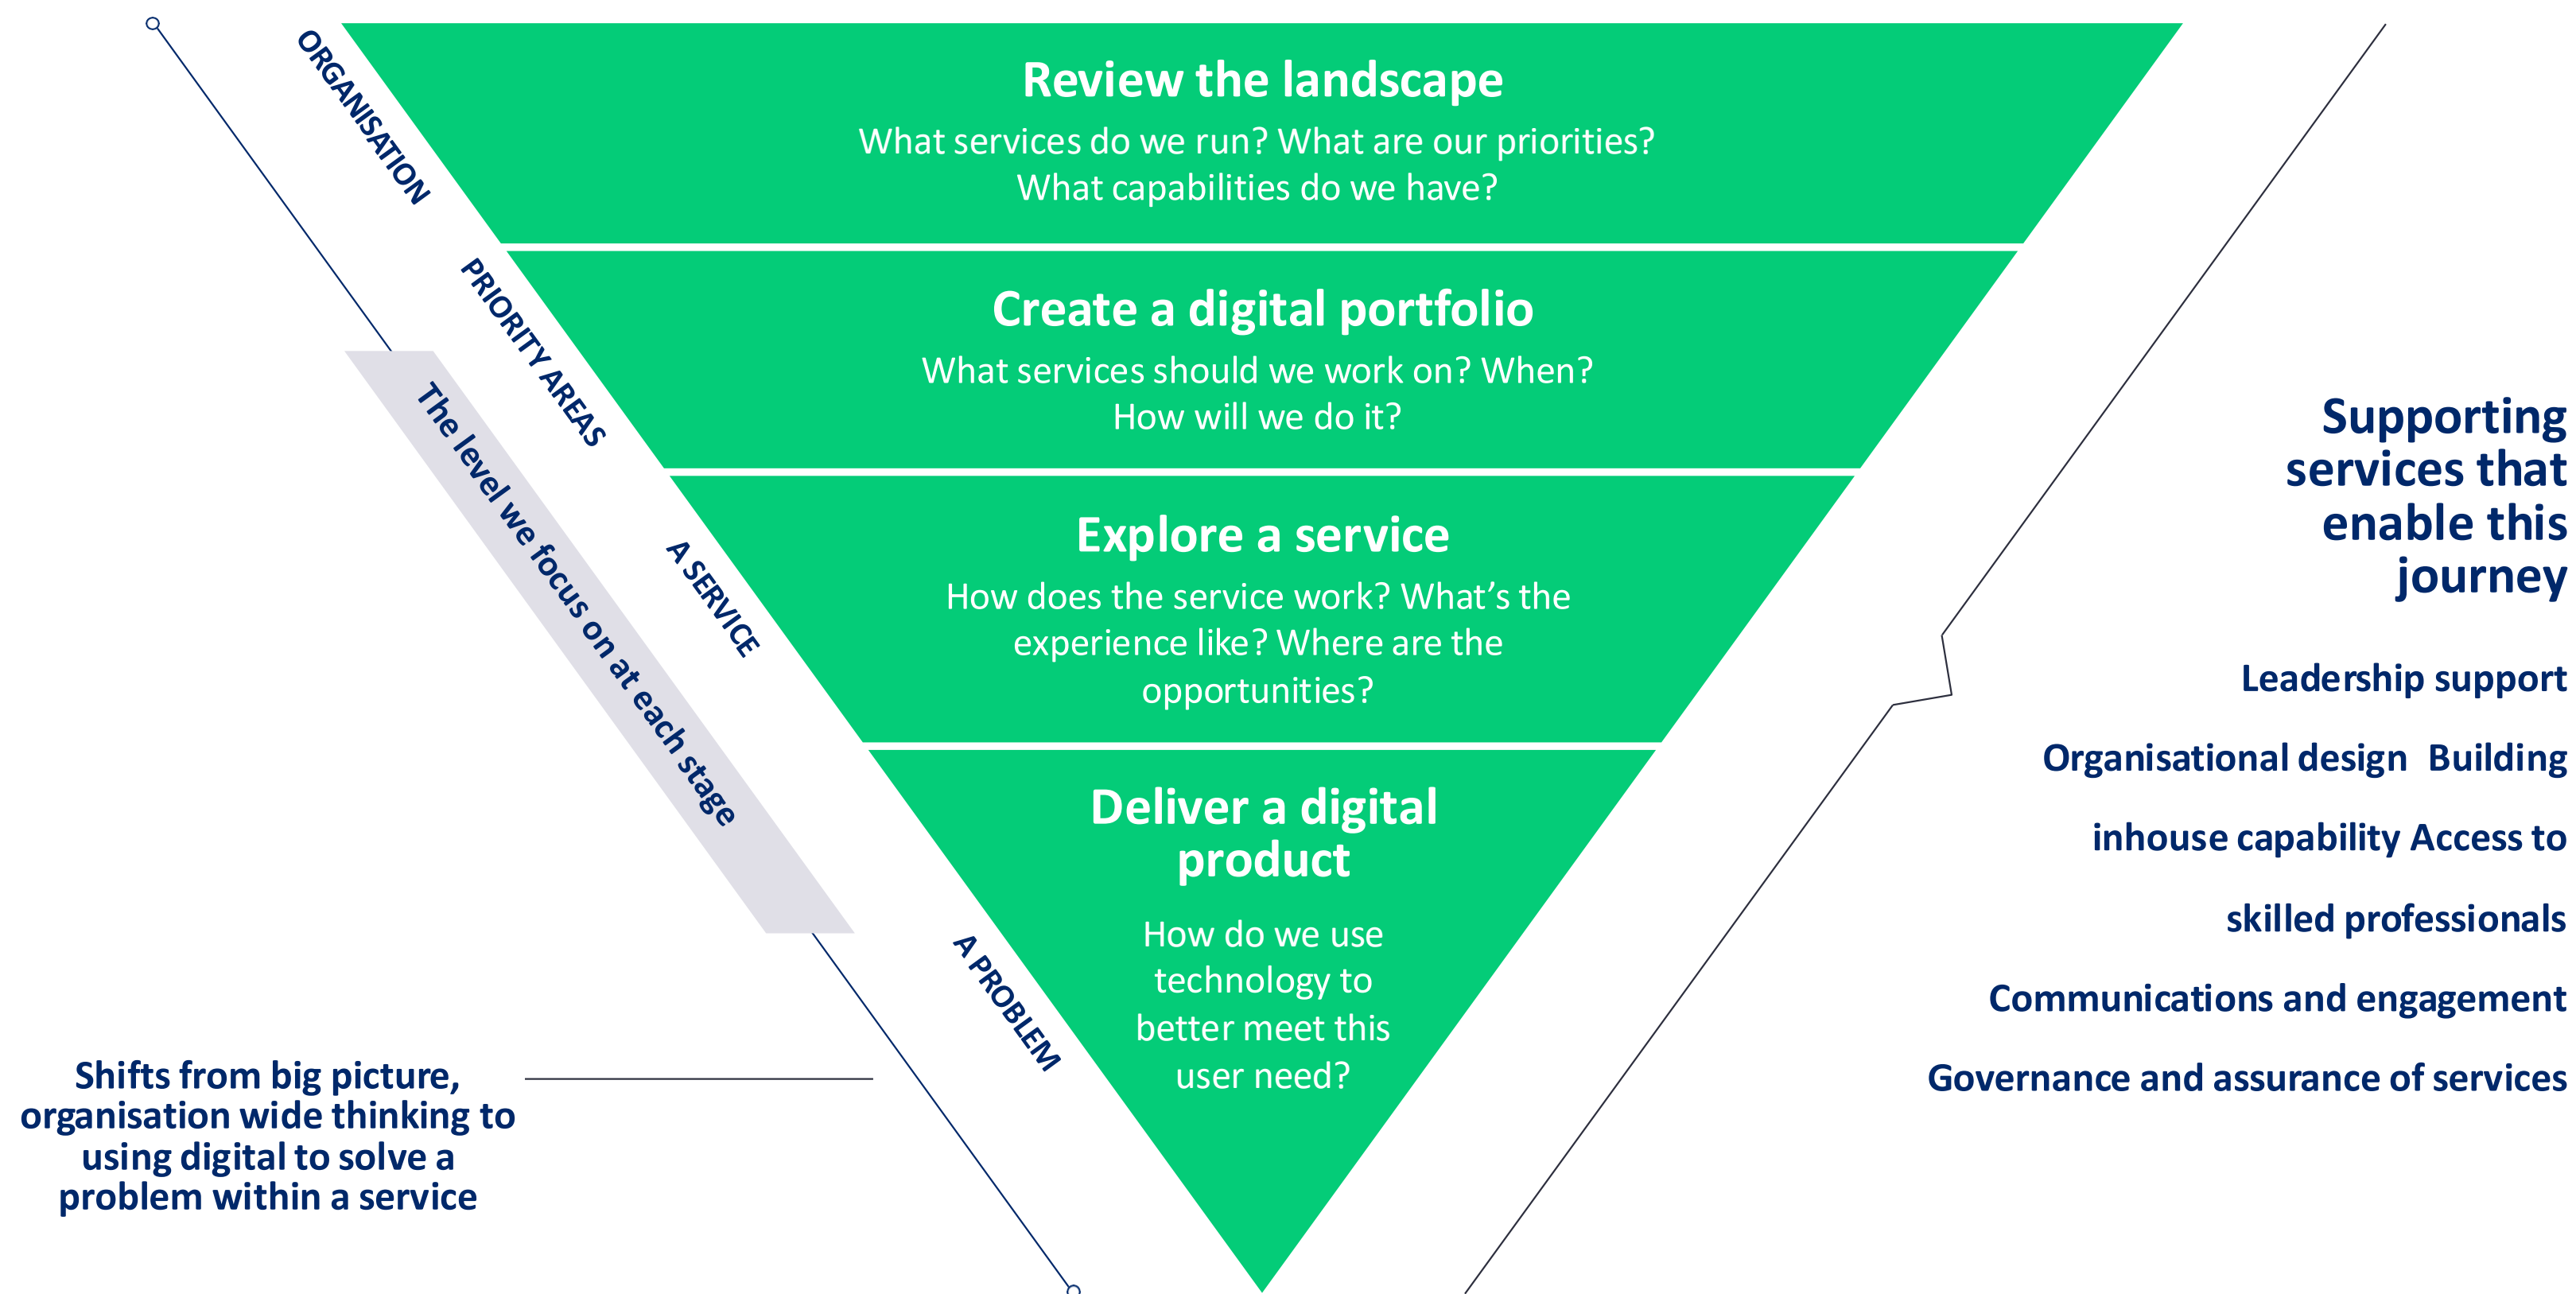 ORGANISATION
Review the landscape
What services do we run? What are our priorities?
What capabilities do we have?
PRIORITY AREAS
Create a digital portfolio
What services should we work on? When?
How will we do it?
A SERVICE
Explore a service
How does the service work? What’s the
experience like? Where are the
opportunities?
A PROBLEM
Deliver a digital
product
How do we use
technology to
better meet this
user need?
The level we focus on at each stage
Shifts from big picture,
organisation wide thinking to
using digital to solve a
problem within a service
Supporting
services that
enable this
journey
Leadership support
Organisational design Building
inhouse capability Access to
skilled professionals
Communications and engagement
Governance and assurance of services